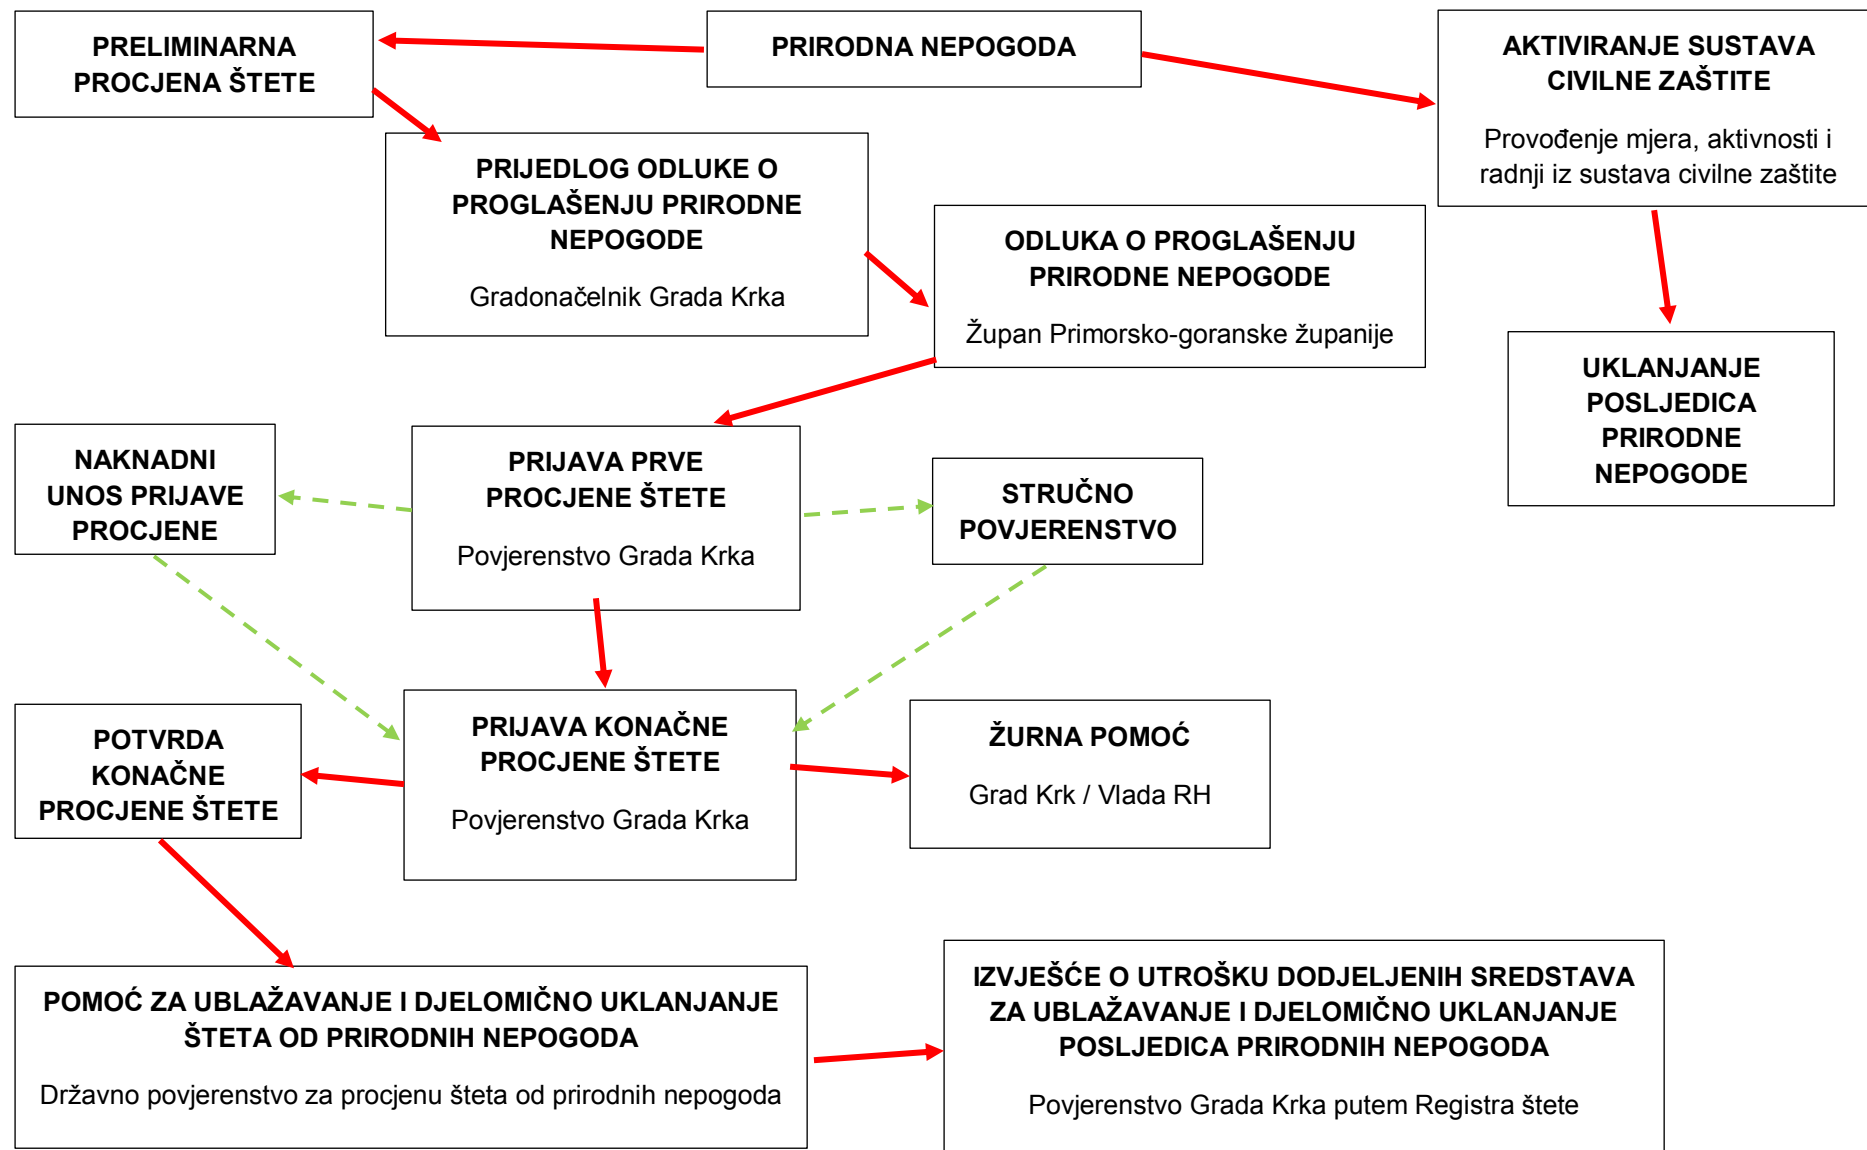 PRELIMINARNA
PROCJENA ŠTETE
PRIRODNA NEPOGODA
AKTIVIRANJE SUSTAVA
CIVILNE ZAŠTITE
Provođenje mjera, aktivnosti i
radnji iz sustava civilne zaštite
PRIJEDLOG ODLUKE O
PROGLAŠENJU PRIRODNE
NEPOGODE
Gradonačelnik Grada Krka
ODLUKA O PROGLAŠENJU
PRIRODNE NEPOGODE
Župan Primorsko-goranske županije
UKLANJANJE
POSLJEDICA
PRIRODNE
NEPOGODE
NAKNADNI
UNOS PRIJAVE
PROCJENE
PRIJAVA PRVE
PROCJENE ŠTETE
Povjerenstvo Grada Krka
STRUČNO
POVJERENSTVO
POTVRDA
KONAČNE
PROCJENE ŠTETE
PRIJAVA KONAČNE
PROCJENE ŠTETE
Povjerenstvo Grada Krka
ŽURNA POMOĆ
Grad Krk / Vlada RH
POMOĆ ZA UBLAŽAVANJE I DJELOMIČNO UKLANJANJE
ŠTETA OD PRIRODNIH NEPOGODA
Državno povjerenstvo za procjenu šteta od prirodnih nepogoda
IZVJEŠĆE O UTROŠKU DODJELJENIH SREDSTAVA
ZA UBLAŽAVANJE I DJELOMIČNO UKLANJANJE
POSLJEDICA PRIRODNIH NEPOGODA
Povjerenstvo Grada Krka putem Registra štete